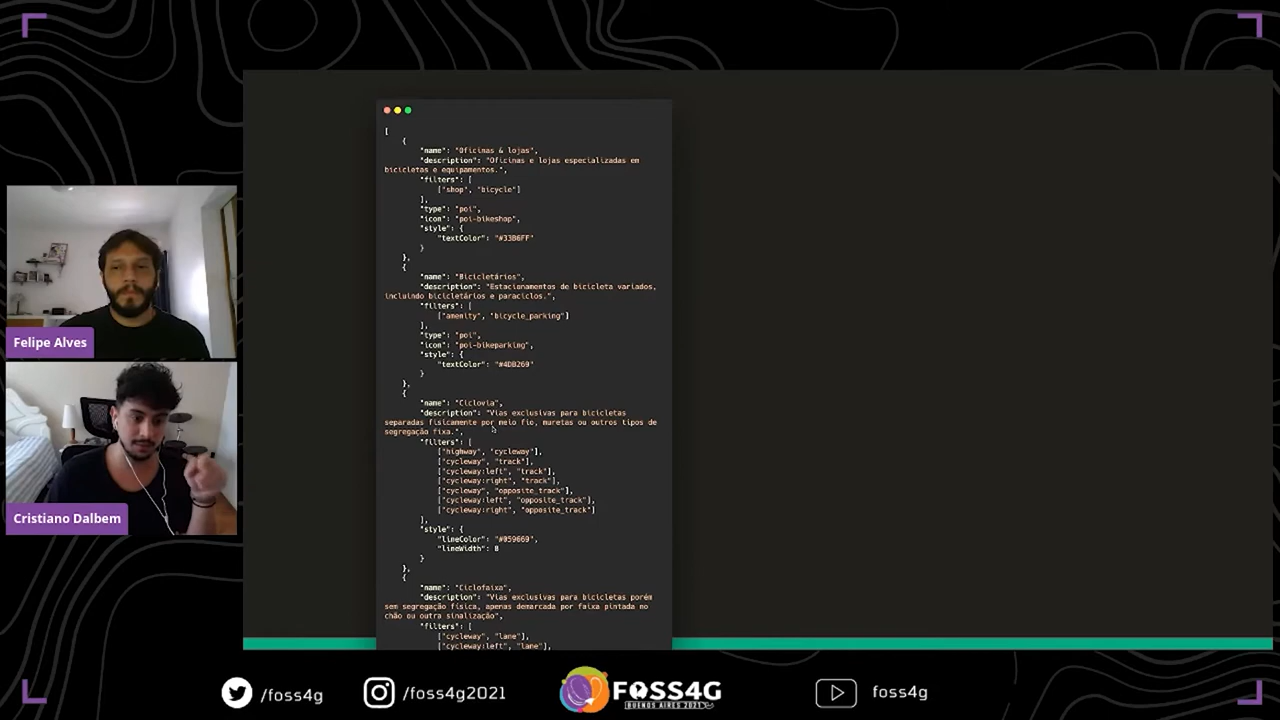 [
{
"name": "Oficinas & lojas",
"description": "Oficinas e lojas especializadas em
bicicletas e equipamentos.",
"filters": [
["shop", "bicycle"]
],
"type": "poi",
"icon": "poi-bikeshop",
"style": {
"textColor": "#33B6FF"
}
},
{
"name": "Bicicletários",
"description": "Estacionamentos de bicicleta variados,
incluindo bicicletários e paraciclos.",
"filters": [
["amenity", "bicycle_parking"]
],
"type": "poi",
"icon": "poi-bikeparking",
"style": {
"textColor": "#4DB269"
}
},
{
"name": "Ciclovia",
"description": "Vias exclusivas para bicicletas
separadas fisicamente por meio fio, muretas ou outros tipos de
segregação fixa.",
"filters": [
["highway", "cycleway"],
["cycleway", "track"],
["cycleway:left", "track"],
["cycleway:right", "track"],
["cycleway", "opposite_track"],
["cycleway:left", "opposite_track"],
["cycleway:right", "opposite_track"]
],
"style": {
"lineColor": "#059669",
"lineWidth": 8
}
},
{
"name": "Ciclofaixa",
"description": "Vias exclusivas para bicicletas porém
sem segregação física, apenas demarcada por faixa pintada no
chão ou outra sinalização",
"filters": [
["cycleway", "lane"],
["cycleway:left", "lane"],
Felipe Alves
Cristiano Dalbem
/foss4g
/foss4g2021
FOSS4G
BUENOS AIRES 2021
foss4g